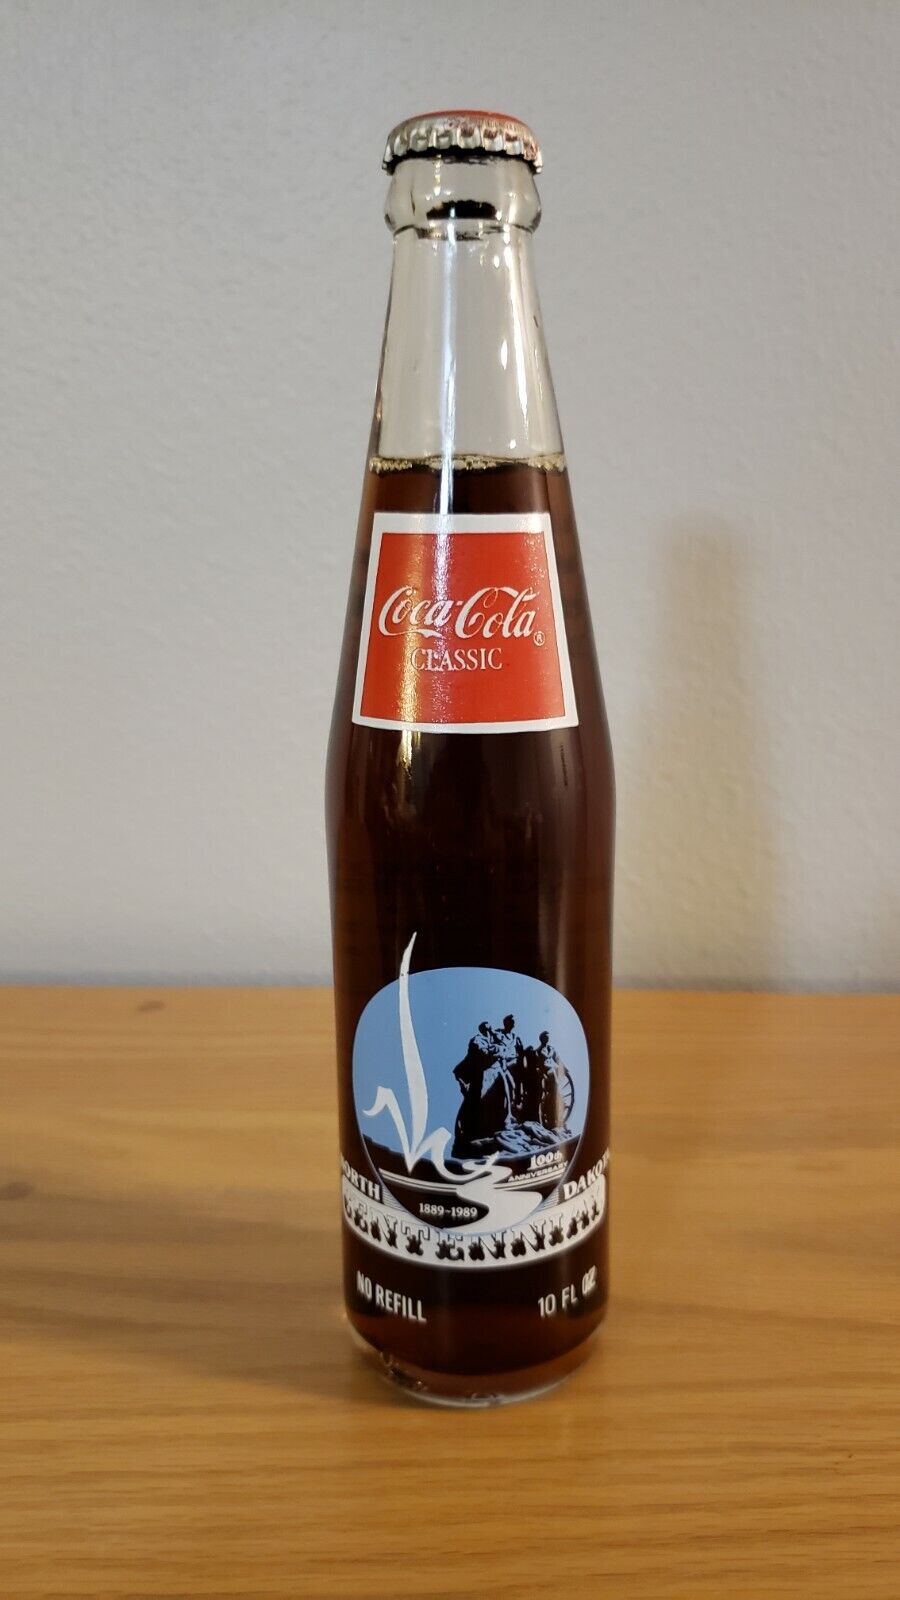 Coca-Cola®
CLASSIC
100th
ANNIVERSARY
NORTH DAKOTA
1889-1989
CENTENNIAL
NO REFILL
10 FL OZ